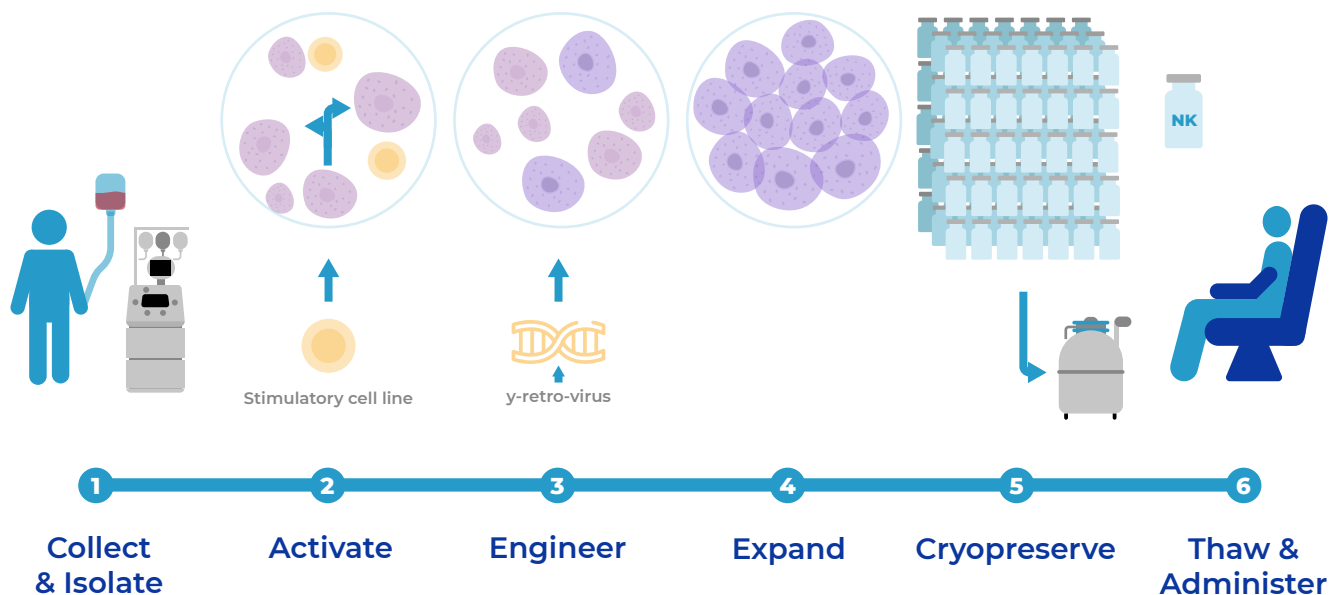 NK
Stimulatory cell line
y-retro-virus
1
2
3
4
5
6
Collect
& Isolate
Activate
Engineer
Expand
Cryopreserve
Thaw &
Administer